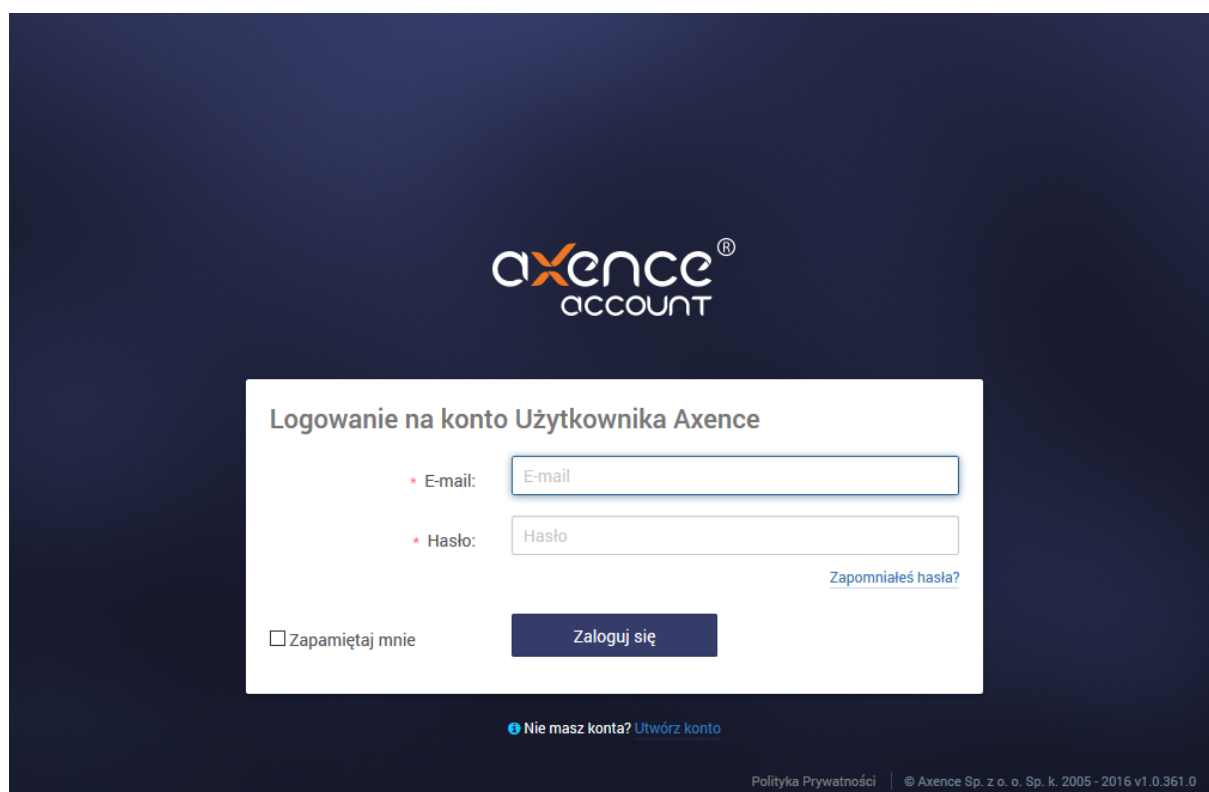 axence®
account
Logowanie na konto Użytkownika Axence
* E-mail:
E-mail
* Hasło:
Hasło
Zapomniałeś hasła?
Zapamiętaj mnie
Zaloguj się
Nie masz konta? Utwórz konto
Polityka Prywatności © Axence Sp. z o. o. Sp. k. 2005 - 2016 v1.0.361.0